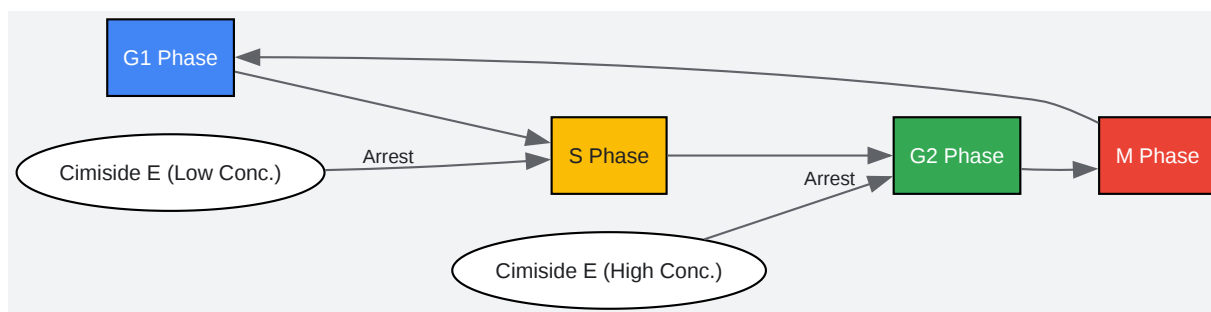 G1 Phase
Cimiside E (Low Conc.)
Arrest
S Phase
G2 Phase
M Phase
Arrest
Cimiside E (High Conc.)